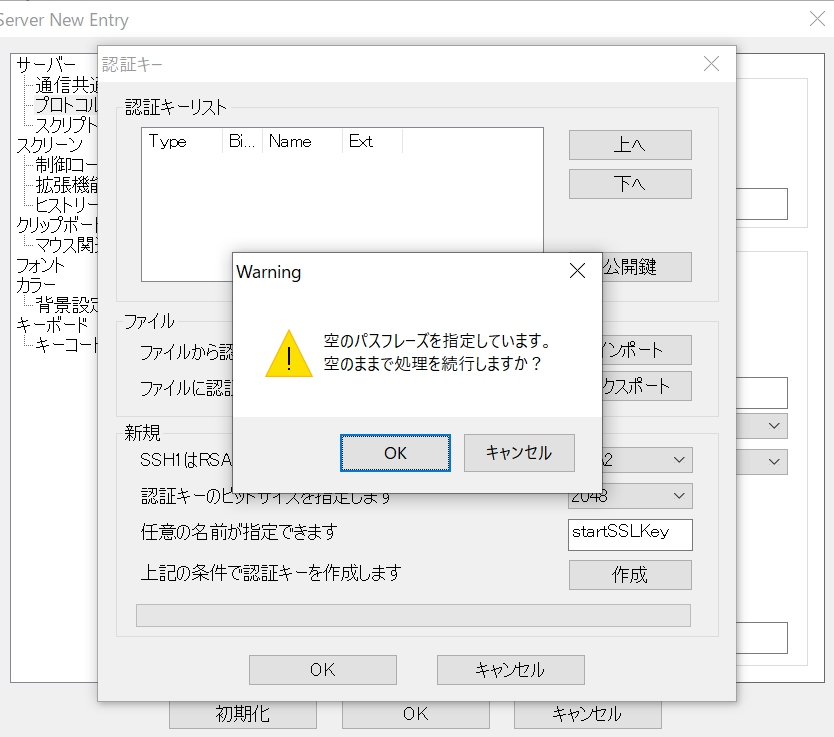 Server New Entry
サーバー
通信共通
プロトコル
スクリプト
スクリーン
制御コー
拡張機能
ヒストリー
クリップボート
マウス関
フォント
カラー
背景設定
キーボード
キーコート
認証キー
認証キーリスト
Type Bi... Name Ext
上へ
下へ
公開鍵
ファイル
ファイルから認
インポート
ファイルに認証
クスポート
新規
SSH1はRSA
A2
認証キーのビットサイズを指定します
2048
任意の名前が指定できます
startSSLKey
上記の条件で認証キーを作成します
作成
OK キャンセル
Warning
空のパスフレーズを指定しています。
空のままで処理を続行しますか？
OK キャンセル
初期化 OK キャンセル